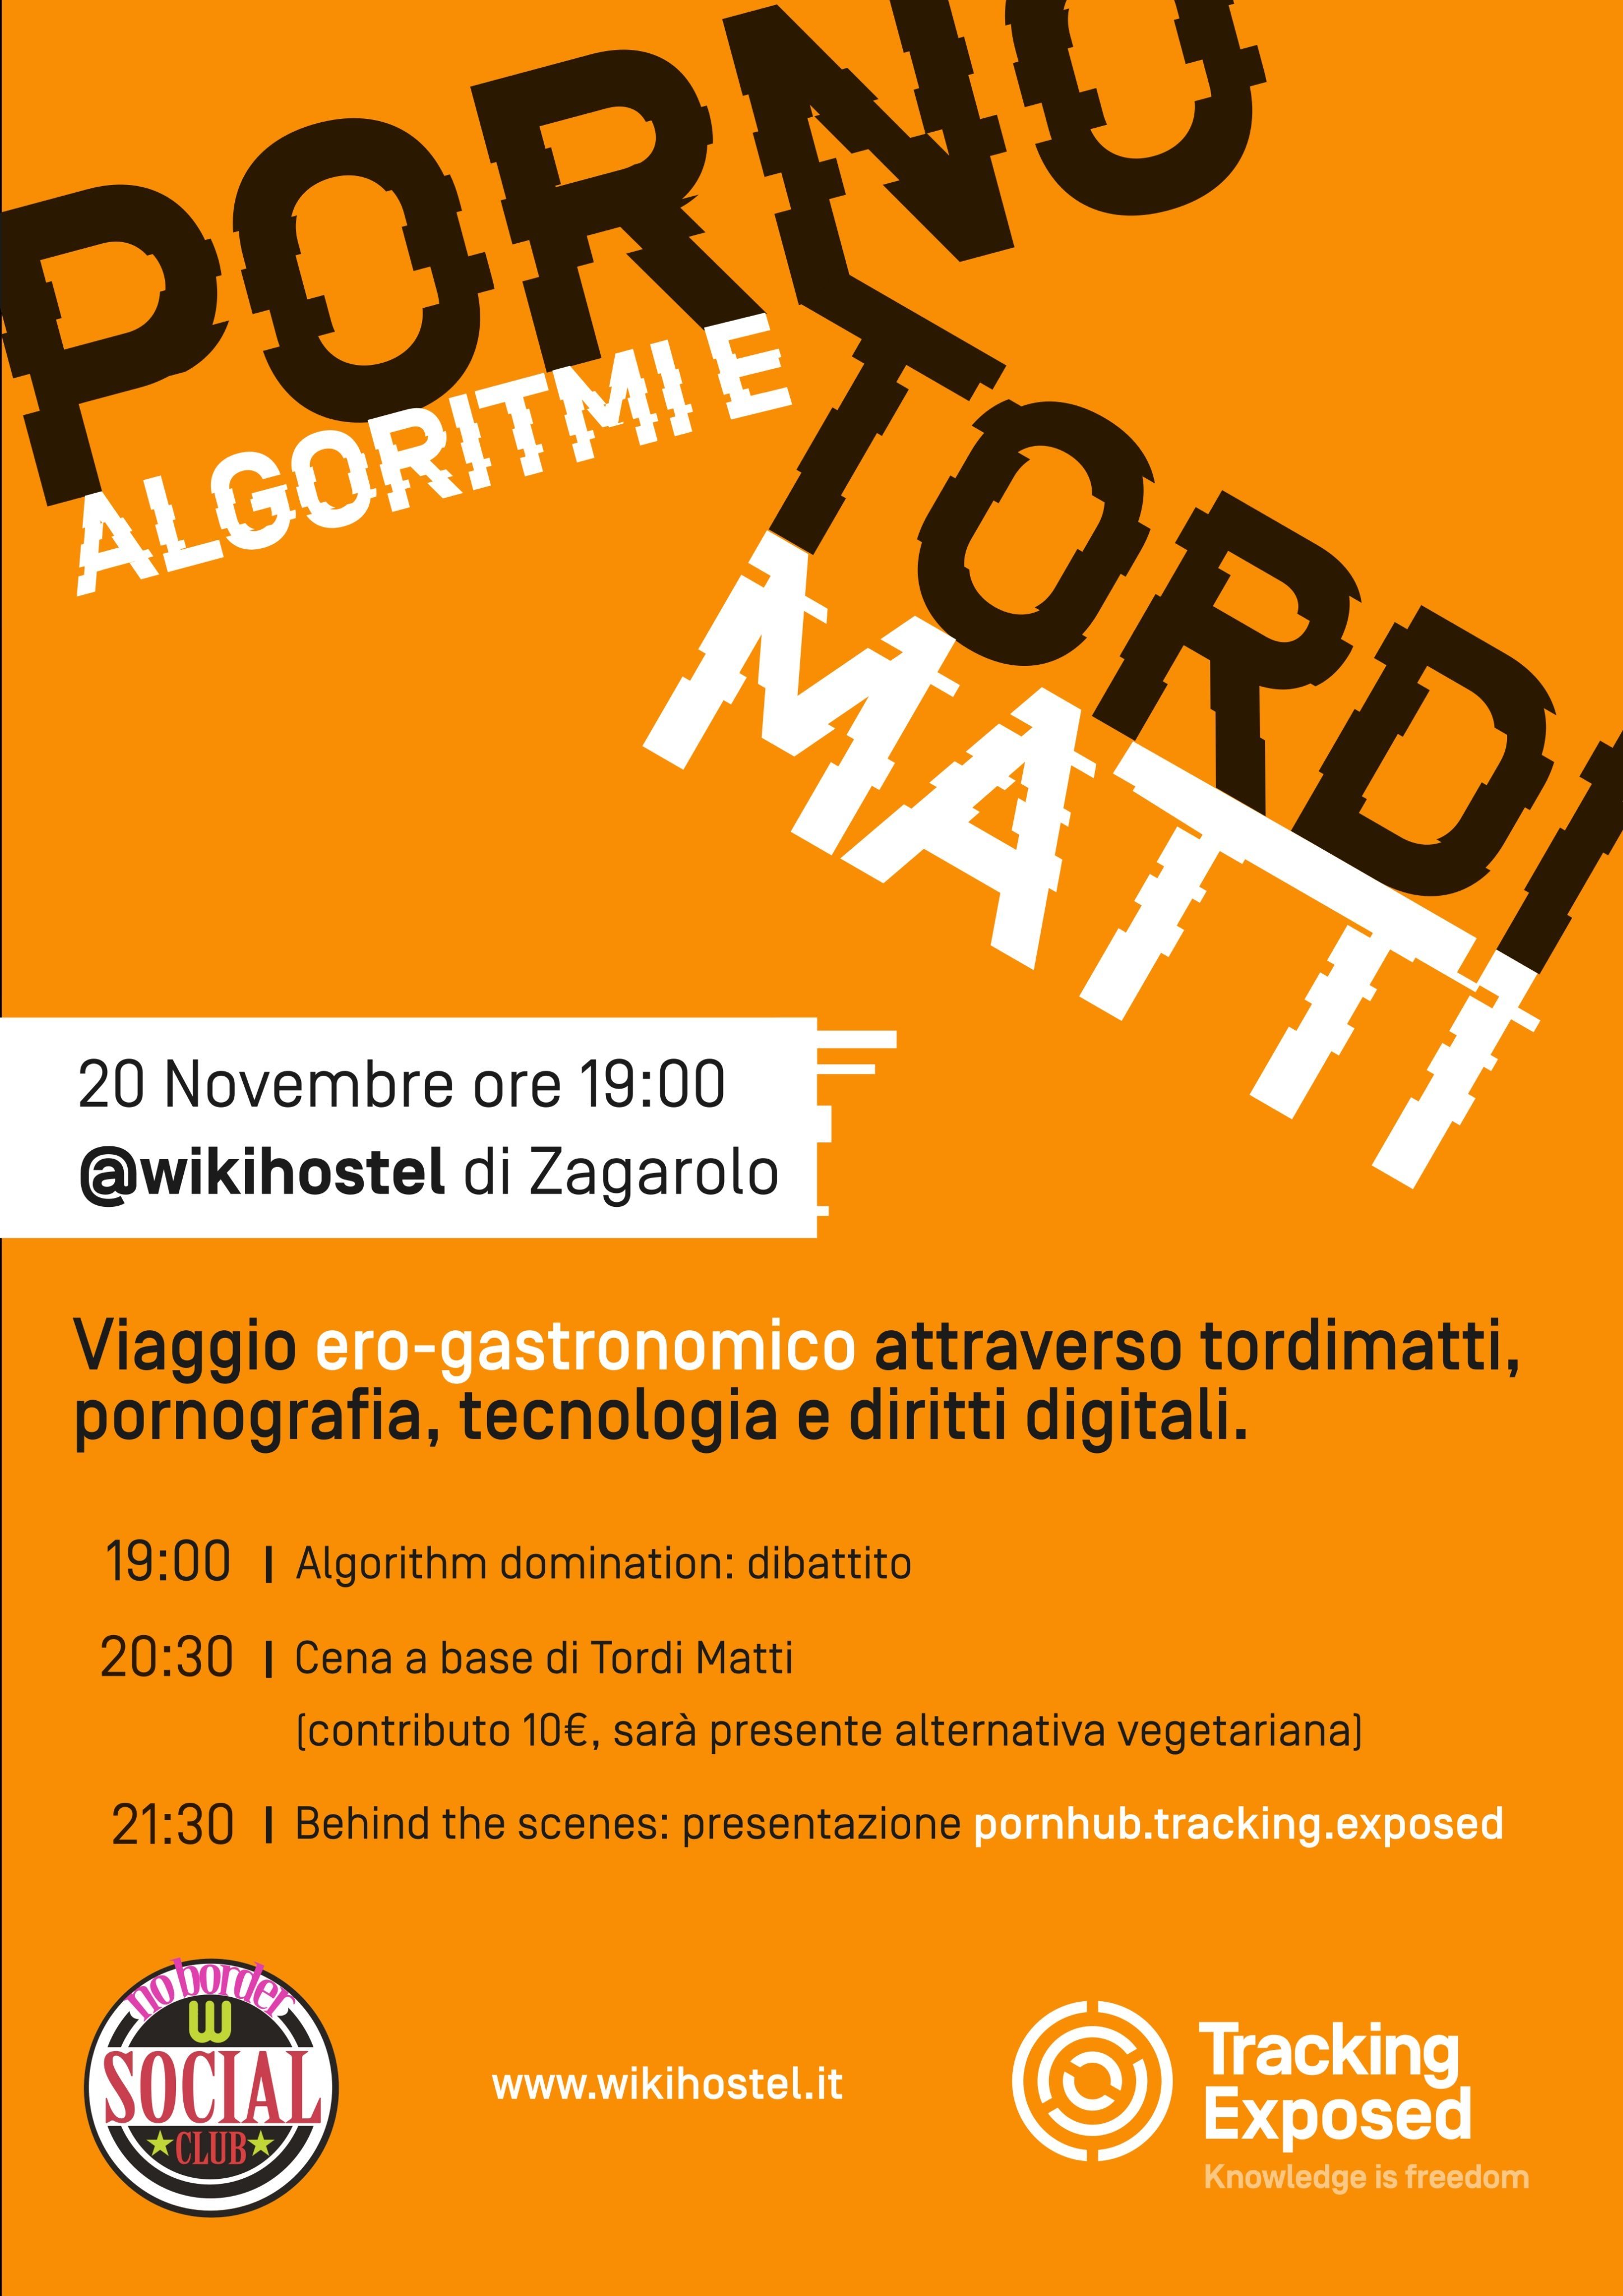 PORNO
ALGORITMI E
TORDI
MATTI
20 Novembre ore 19:00
@wikihostel di Zagarolo
Viaggio ero-gastronomico attraverso tordimatti,
pornografia, tecnologia e diritti digitali.
19:00 | Algorithm domination: dibattito
20:30 | Cena a base di Tordi Matti
(contributo 10€, sarà presente alternativa vegetariana)
21:30 | Behind the scenes: presentazione pornhub.tracking.exposed
no border
W
SOCIAL
CLUB
www.wikihostel.it
Tracking
Exposed
Knowledge is freedom